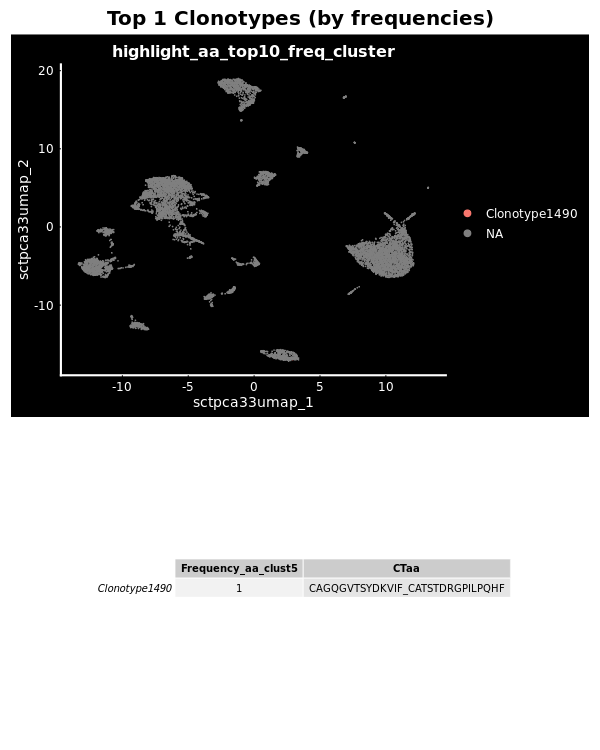 Top 1 Clonotypes (by frequencies)
highlight_aa_top10_freq_cluster
20
10
0
-10
sctpca33umap_2
-10 -5 0 5 10
sctpca33umap_1
Clonotype1490
NA
Frequency_aa_clust5 CTaa
Clonotype1490 1 CAGQGVTSYDKVIF_CATSTDRGPILPQHF